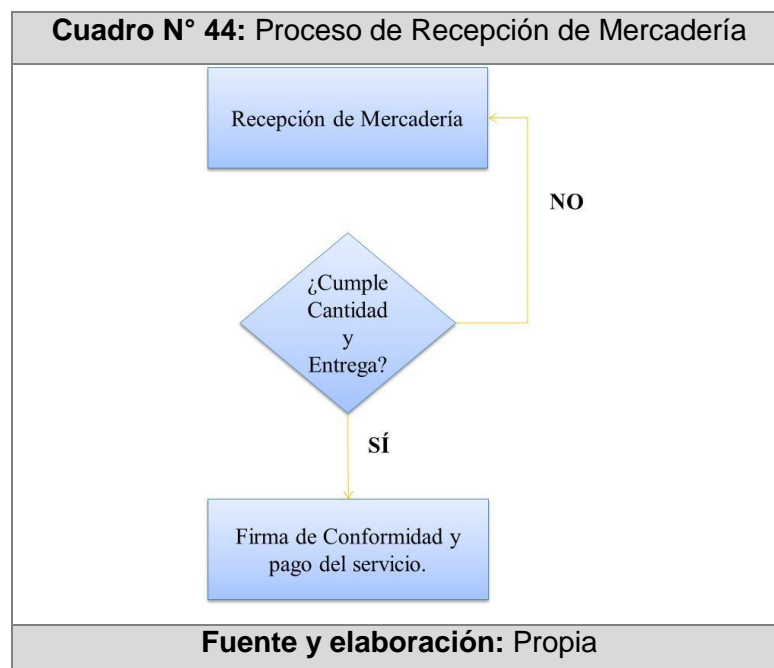 Cuadro N° 44: Proceso de Recepción de Mercadería
Recepción de Mercadería
NO
¿Cumple
Cantidad
y
Entrega?
SÍ
Firma de Conformidad y
pago del servicio.
Fuente y elaboración: Propia